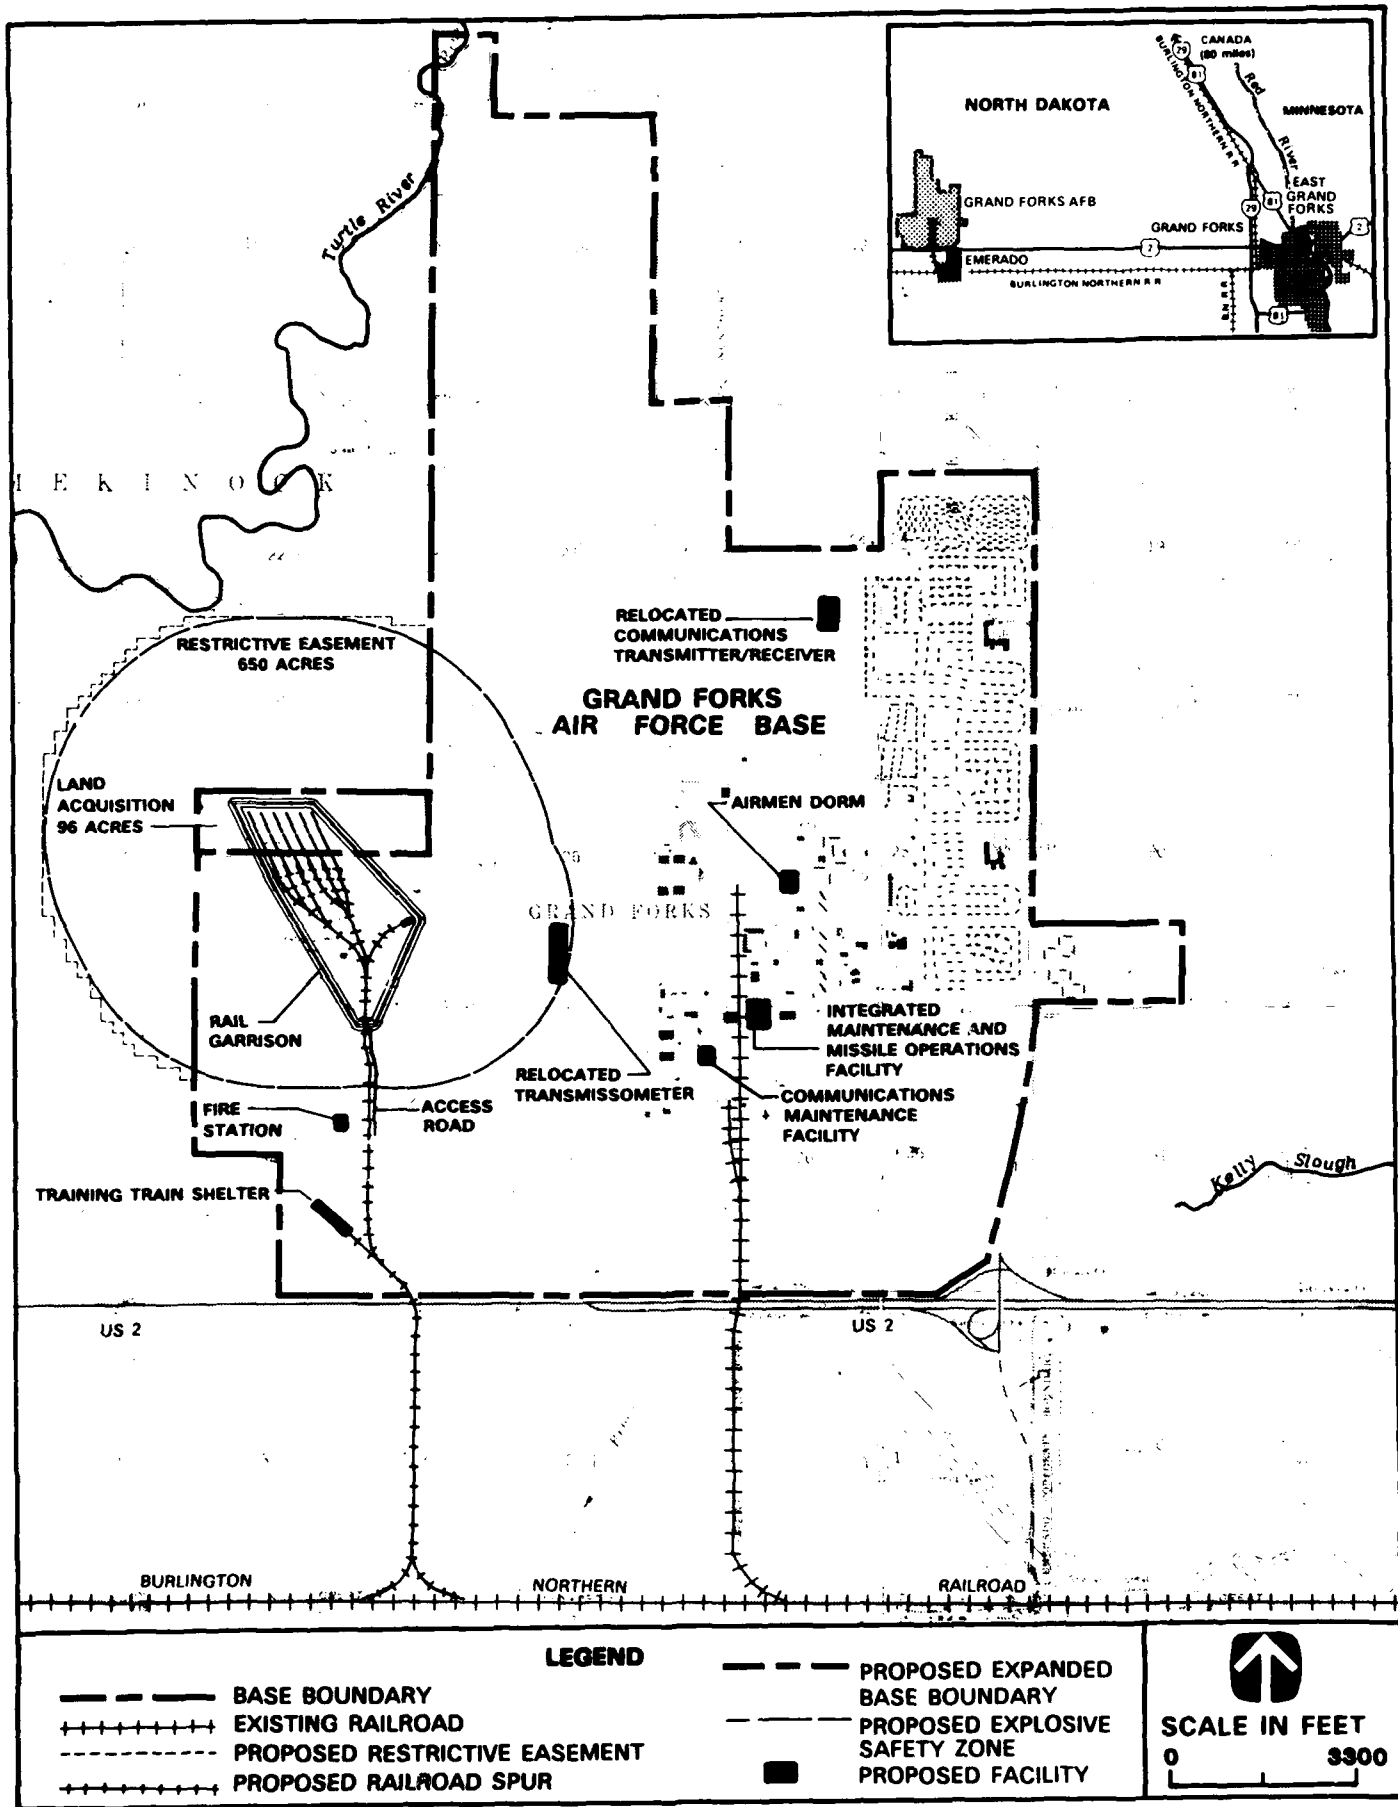 CANADA
(80 miles)
29
81
BURLINGTON NORTHERN R R
Red
River
NORTH DAKOTA
MINNESOTA
GRAND FORKS AFB
EAST
GRAND
FORKS
29
81
2
GRAND FORKS
2
EMERADO
BURLINGTON NORTHERN R R
B.N. R.R.
81
Turtle River
MEKINOCK
RESTRICTIVE EASEMENT
650 ACRES
RELOCATED
COMMUNICATIONS
TRANSMITTER/RECEIVER
GRAND FORKS
AIR FORCE BASE
LAND
ACQUISITION
96 ACRES
AIRMEN DORM
GRAND FORKS
RAIL
GARRISON
RELOCATED
TRANSMISSOMETER
INTEGRATED
MAINTENANCE AND
MISSILE OPERATIONS
FACILITY
FIRE
STATION
ACCESS
ROAD
COMMUNICATIONS
MAINTENANCE
FACILITY
Kelly Slough
TRAINING TRAIN SHELTER
US 2
US 2
BURLINGTON NORTHERN RAILROAD
LEGEND
BASE BOUNDARY
EXISTING RAILROAD
PROPOSED RESTRICTIVE EASEMENT
PROPOSED RAILROAD SPUR
PROPOSED EXPANDED
BASE BOUNDARY
PROPOSED EXPLOSIVE
SAFETY ZONE
PROPOSED FACILITY
SCALE IN FEET
0 3300